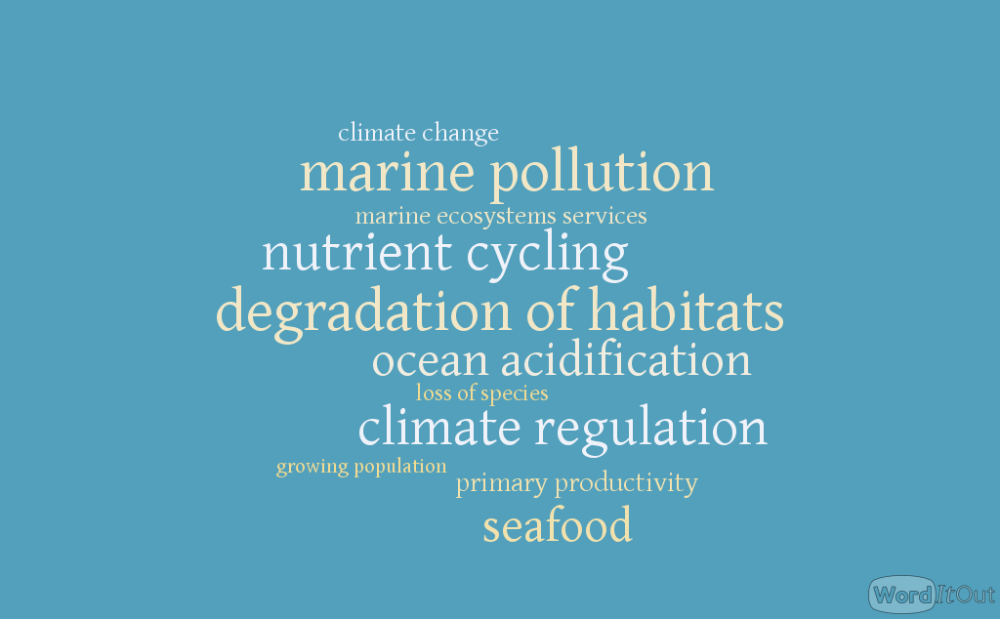 climate change
marine pollution
marine ecosystems services
nutrient cycling
degradation of habitats
ocean acidification
loss of species
climate regulation
growing population
primary productivity
seafood
WordItOut